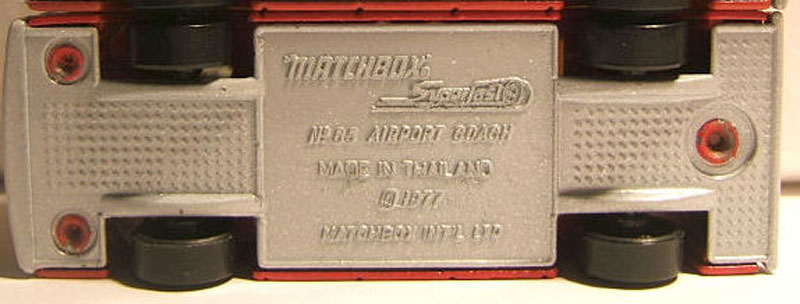 "MATCHBOX"
Superfast
Nº 65 AIRPORT COACH
MADE IN THAILAND
© 1977
MATCHBOX INT'L LTD